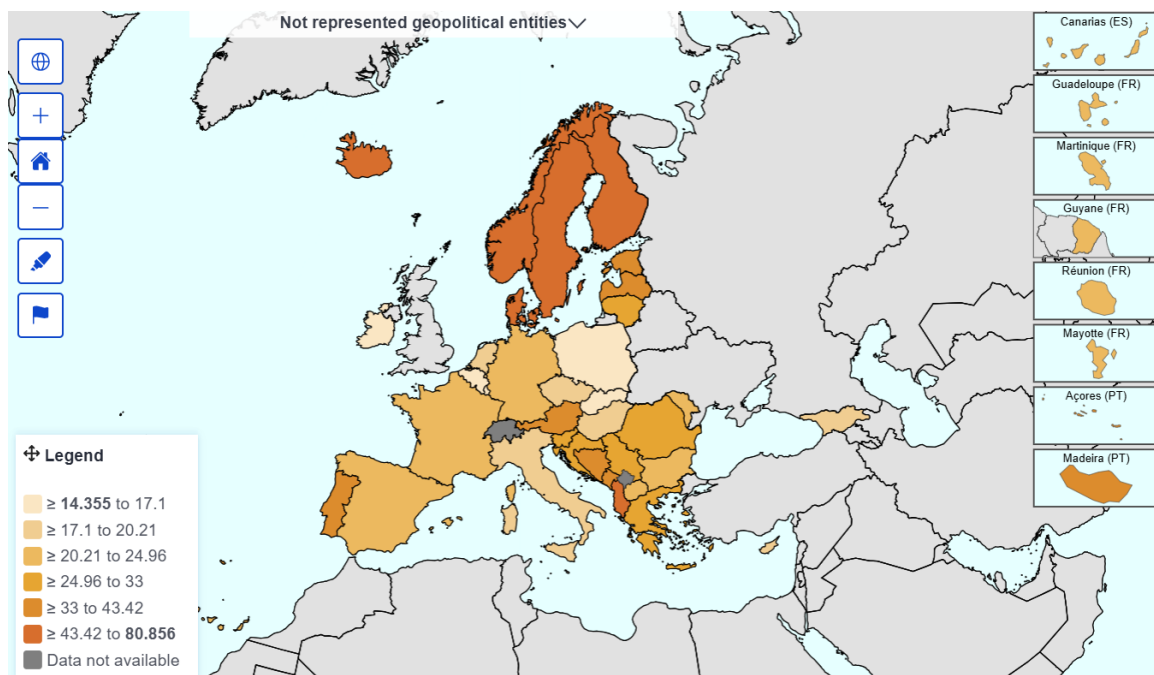 Not represented geopolitical entities
Canarias (ES)
Guadeloupe (FR)
Martinique (FR)
Guyane (FR)
Réunion (FR)
Mayotte (FR)
Açores (PT)
Madeira (PT)
Legend
≥ 14.355 to 17.1
≥ 17.1 to 20.21
≥ 20.21 to 24.96
≥ 24.96 to 33
≥ 33 to 43.42
≥ 43.42 to 80.856
Data not available